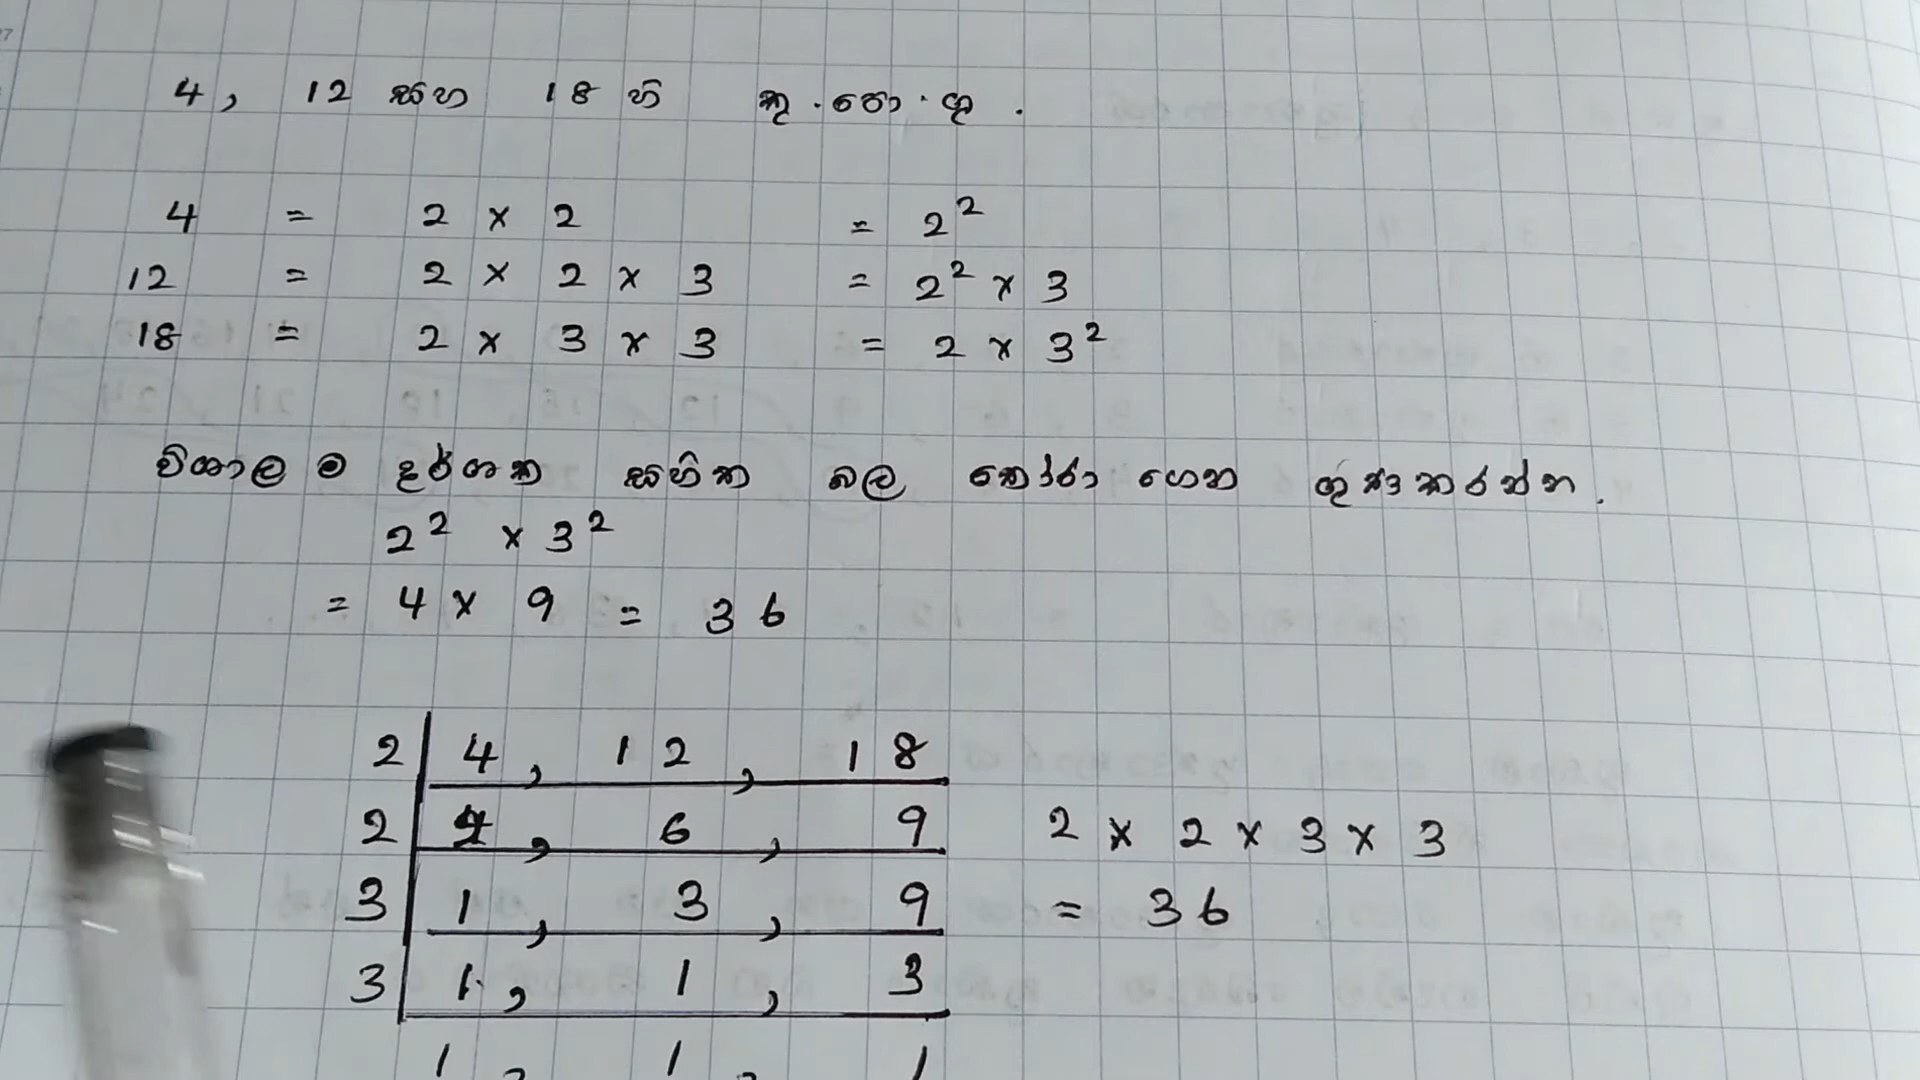 4, 12 සහ 18 හි කු.පො.ගු.
4 = 2 x 2 = 2²
12 = 2 x 2 x 3 = 2² x 3
18 = 2 x 3 x 3 = 2 x 3²
විශාල ම දර්ශක සහිත බල තෝරා ගෙන ගුණ කරන්න.
2² x 3²
= 4 x 9 = 36
2 | 4, 12, 18
2 | 2, 6, 9 2 x 2 x 3 x 3
3 | 1, 3, 9 = 36
3 | 1, 1, 3
1, 1, 1